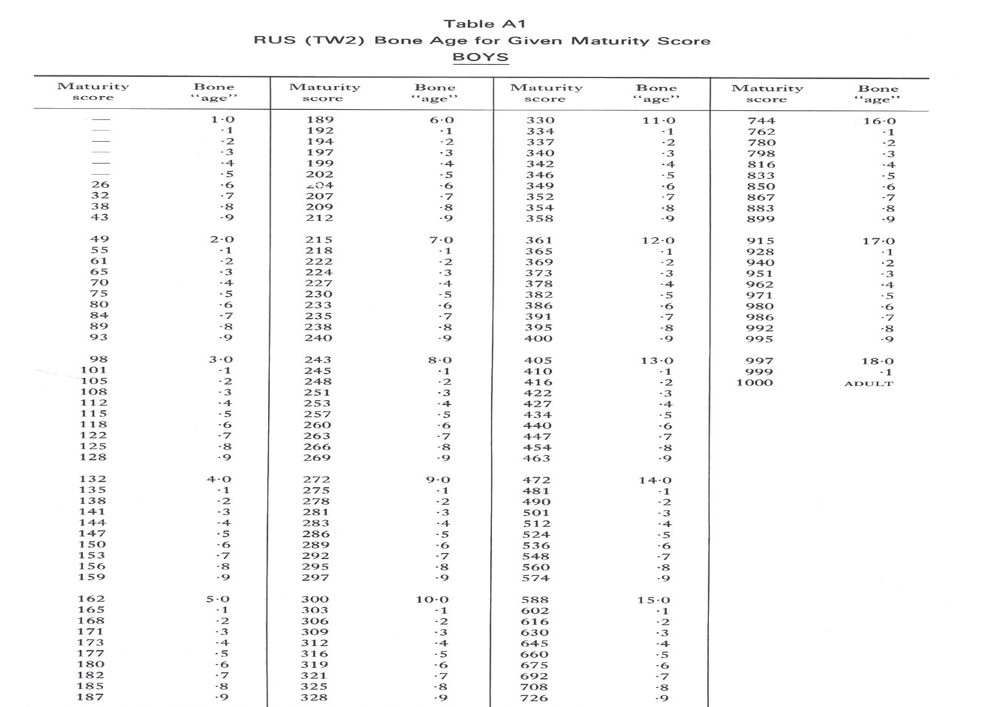 Table A1
RUS (TW2) Bone Age for Given Maturity Score
BOYS
Maturity Bone Maturity Bone Maturity Bone Maturity Bone
score “age” score “age” score “age” score “age”
— 1·0 189 6·0 330 11·0 744 16·0
— ·1 192 ·1 334 ·1 762 ·1
— ·2 194 ·2 337 ·2 780 ·2
— ·3 197 ·3 340 ·3 798 ·3
— ·4 199 ·4 342 ·4 816 ·4
— ·5 202 ·5 346 ·5 833 ·5
26 ·6 204 ·6 349 ·6 850 ·6
32 ·7 207 ·7 352 ·7 867 ·7
38 ·8 209 ·8 354 ·8 883 ·8
43 ·9 212 ·9 358 ·9 899 ·9
49 2·0 215 7·0 361 12·0 915 17·0
55 ·1 218 ·1 365 ·1 928 ·1
61 ·2 222 ·2 369 ·2 940 ·2
65 ·3 224 ·3 373 ·3 951 ·3
70 ·4 227 ·4 378 ·4 962 ·4
75 ·5 230 ·5 382 ·5 971 ·5
80 ·6 233 ·6 386 ·6 980 ·6
84 ·7 235 ·7 391 ·7 986 ·7
89 ·8 238 ·8 395 ·8 992 ·8
93 ·9 240 ·9 400 ·9 995 ·9
98 3·0 243 8·0 405 13·0 997 18·0
101 ·1 245 ·1 410 ·1 999 ·1
105 ·2 248 ·2 416 ·2 1000 ADULT
108 ·3 251 ·3 422 ·3
112 ·4 253 ·4 427 ·4
115 ·5 257 ·5 434 ·5
118 ·6 260 ·6 440 ·6
122 ·7 263 ·7 447 ·7
125 ·8 266 ·8 454 ·8
128 ·9 269 ·9 463 ·9
132 4·0 272 9·0 472 14·0
135 ·1 275 ·1 481 ·1
138 ·2 278 ·2 490 ·2
141 ·3 281 ·3 501 ·3
144 ·4 283 ·4 512 ·4
147 ·5 286 ·5 524 ·5
150 ·6 289 ·6 536 ·6
153 ·7 292 ·7 548 ·7
156 ·8 295 ·8 560 ·8
159 ·9 297 ·9 574 ·9
162 5·0 300 10·0 588 15·0
165 ·1 303 ·1 602 ·1
168 ·2 306 ·2 616 ·2
171 ·3 309 ·3 630 ·3
173 ·4 312 ·4 645 ·4
177 ·5 316 ·5 660 ·5
180 ·6 319 ·6 675 ·6
182 ·7 321 ·7 692 ·7
185 ·8 325 ·8 708 ·8
187 ·9 328 ·9 726 ·9